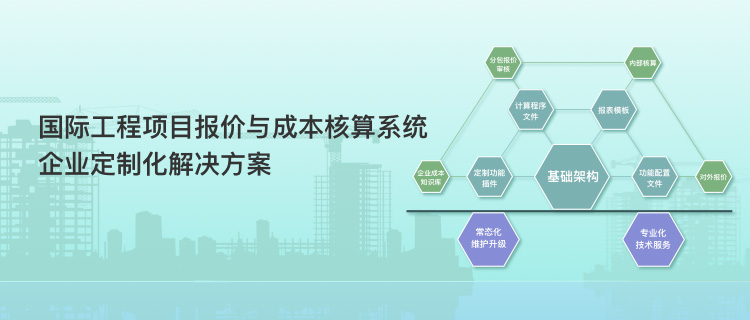 国际工程项目报价与成本核算系统
企业定制化解决方案
分包报价
审核
内部核算
计算程序
文件
报表模板
企业成本
知识库
定制功能
插件
基础架构
功能配置
文件
对外报价
常态化
维护升级
专业化
技术服务